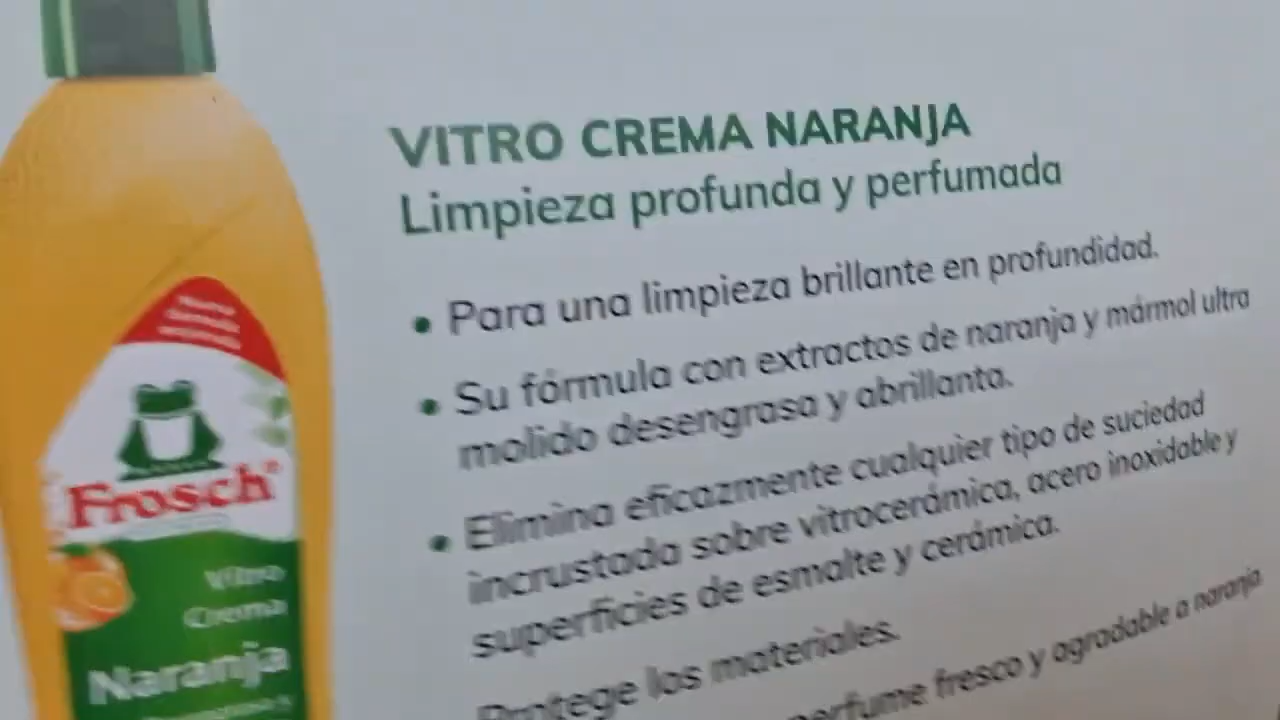 VITRO CREMA NARANJA
Limpieza profunda y perfumada
• Para una limpieza brillante en profundidad.
• Su fórmula con extractos de naranja y mármol ultra
molido desengrasa y abrillanta.
• Elimina eficazmente cualquier tipo de suciedad
incrustada sobre vitrocerámica, acero inoxidable y
superficies de esmalte y cerámica.
Protege los materiales.
perfume fresco y agradable a naranja
Frosch
Vitro
Crema
Naranja